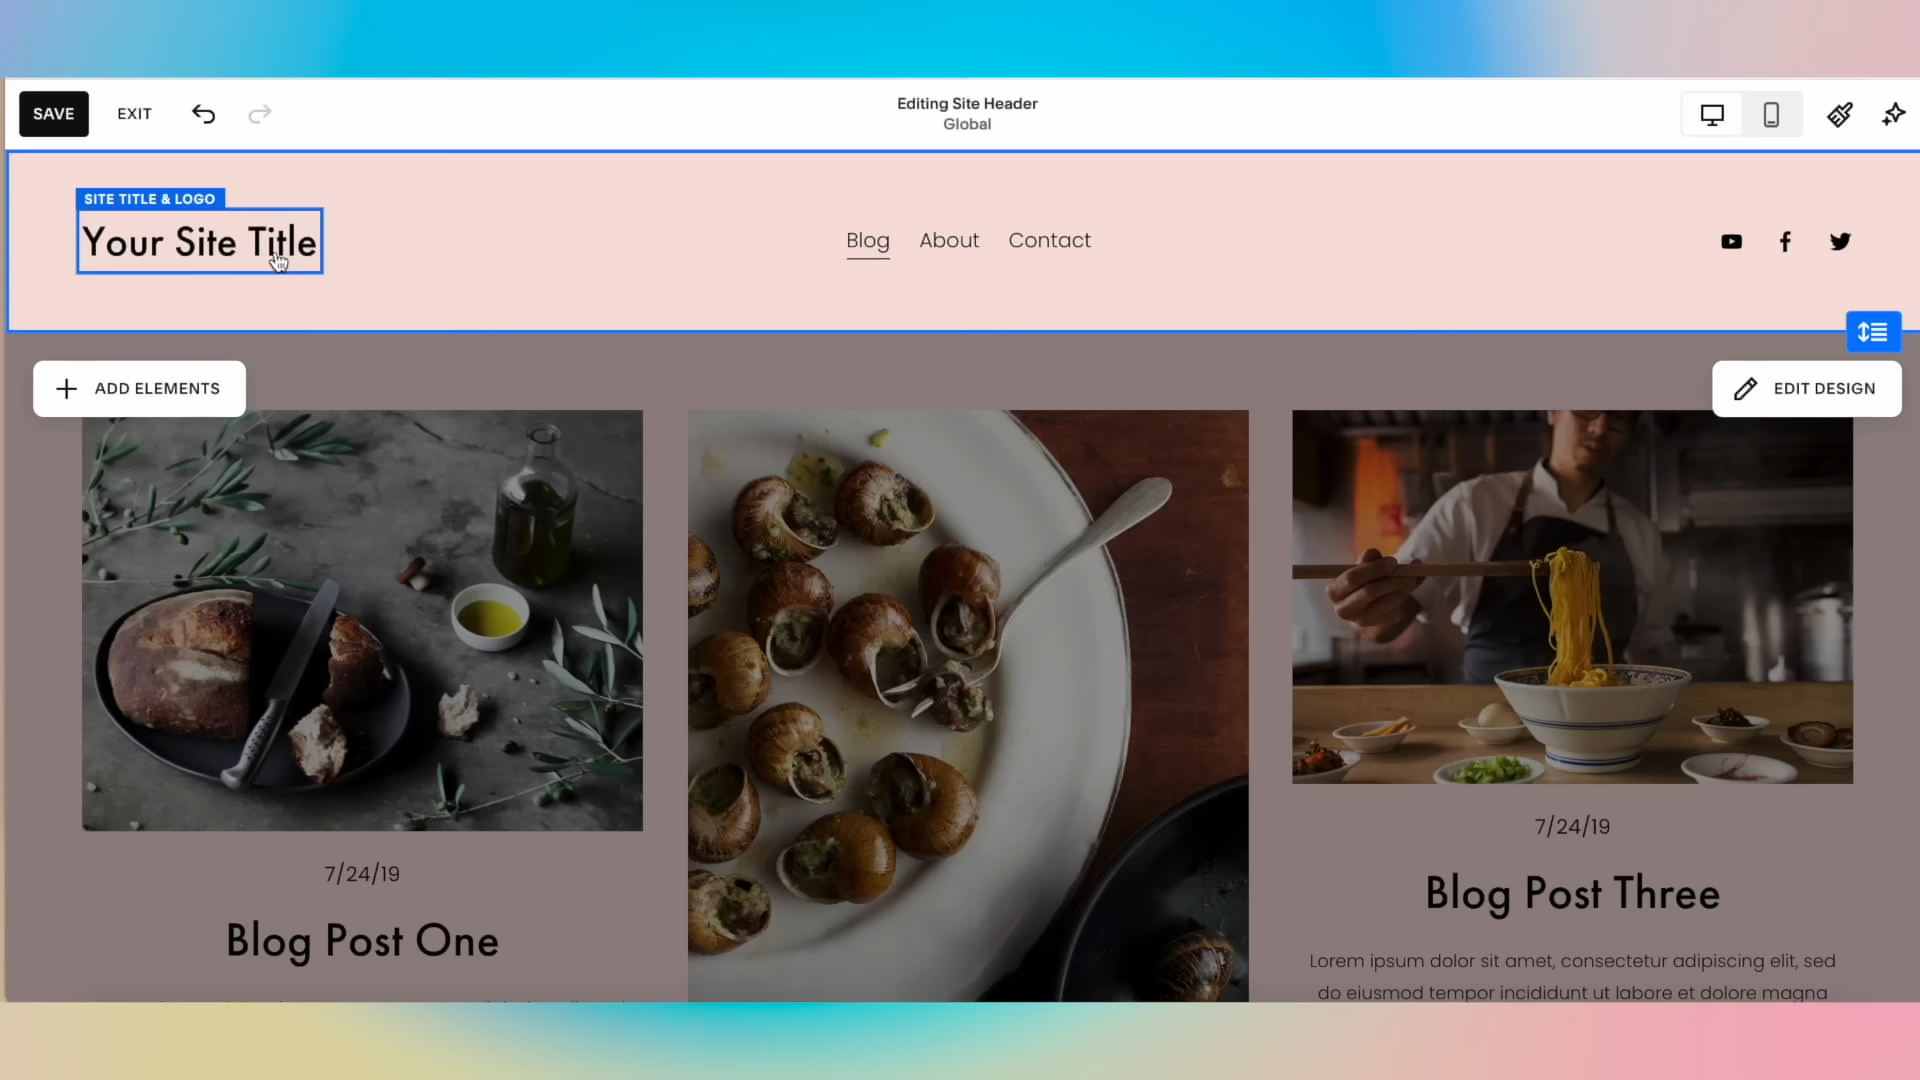 SAVE
EXIT
Editing Site Header
Global
SITE TITLE & LOGO
Your Site Title
Blog
About
Contact
ADD ELEMENTS
EDIT DESIGN
7/24/19
Blog Post One
7/24/19
Blog Post Three
Lorem ipsum dolor sit amet, consectetur adipiscing elit, sed
do eiusmod tempor incididunt ut labore et dolore magna